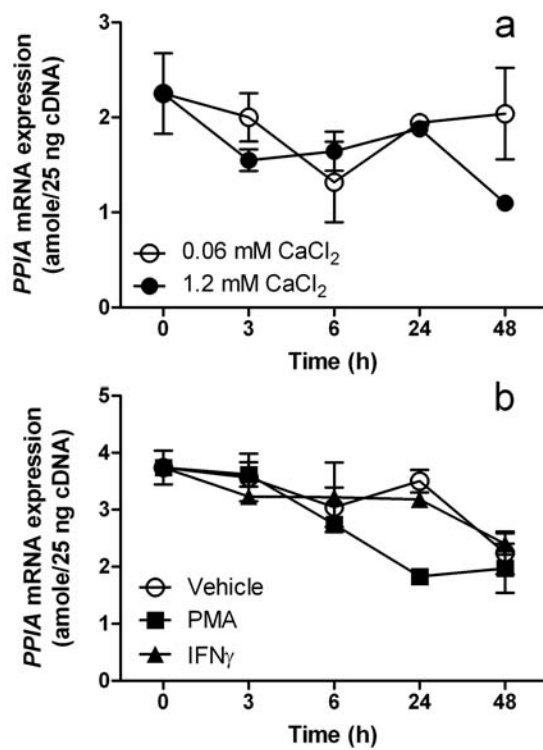 a
PPIA mRNA expression
(amole/25 ng cDNA)
3
2
1
0
0.06 mM CaCl₂
1.2 mM CaCl₂
0 3 6 24 48
Time (h)
b
PPIA mRNA expression
(amole/25 ng cDNA)
5
4
3
2
1
0
Vehicle
PMA
IFNγ
0 3 6 24 48
Time (h)